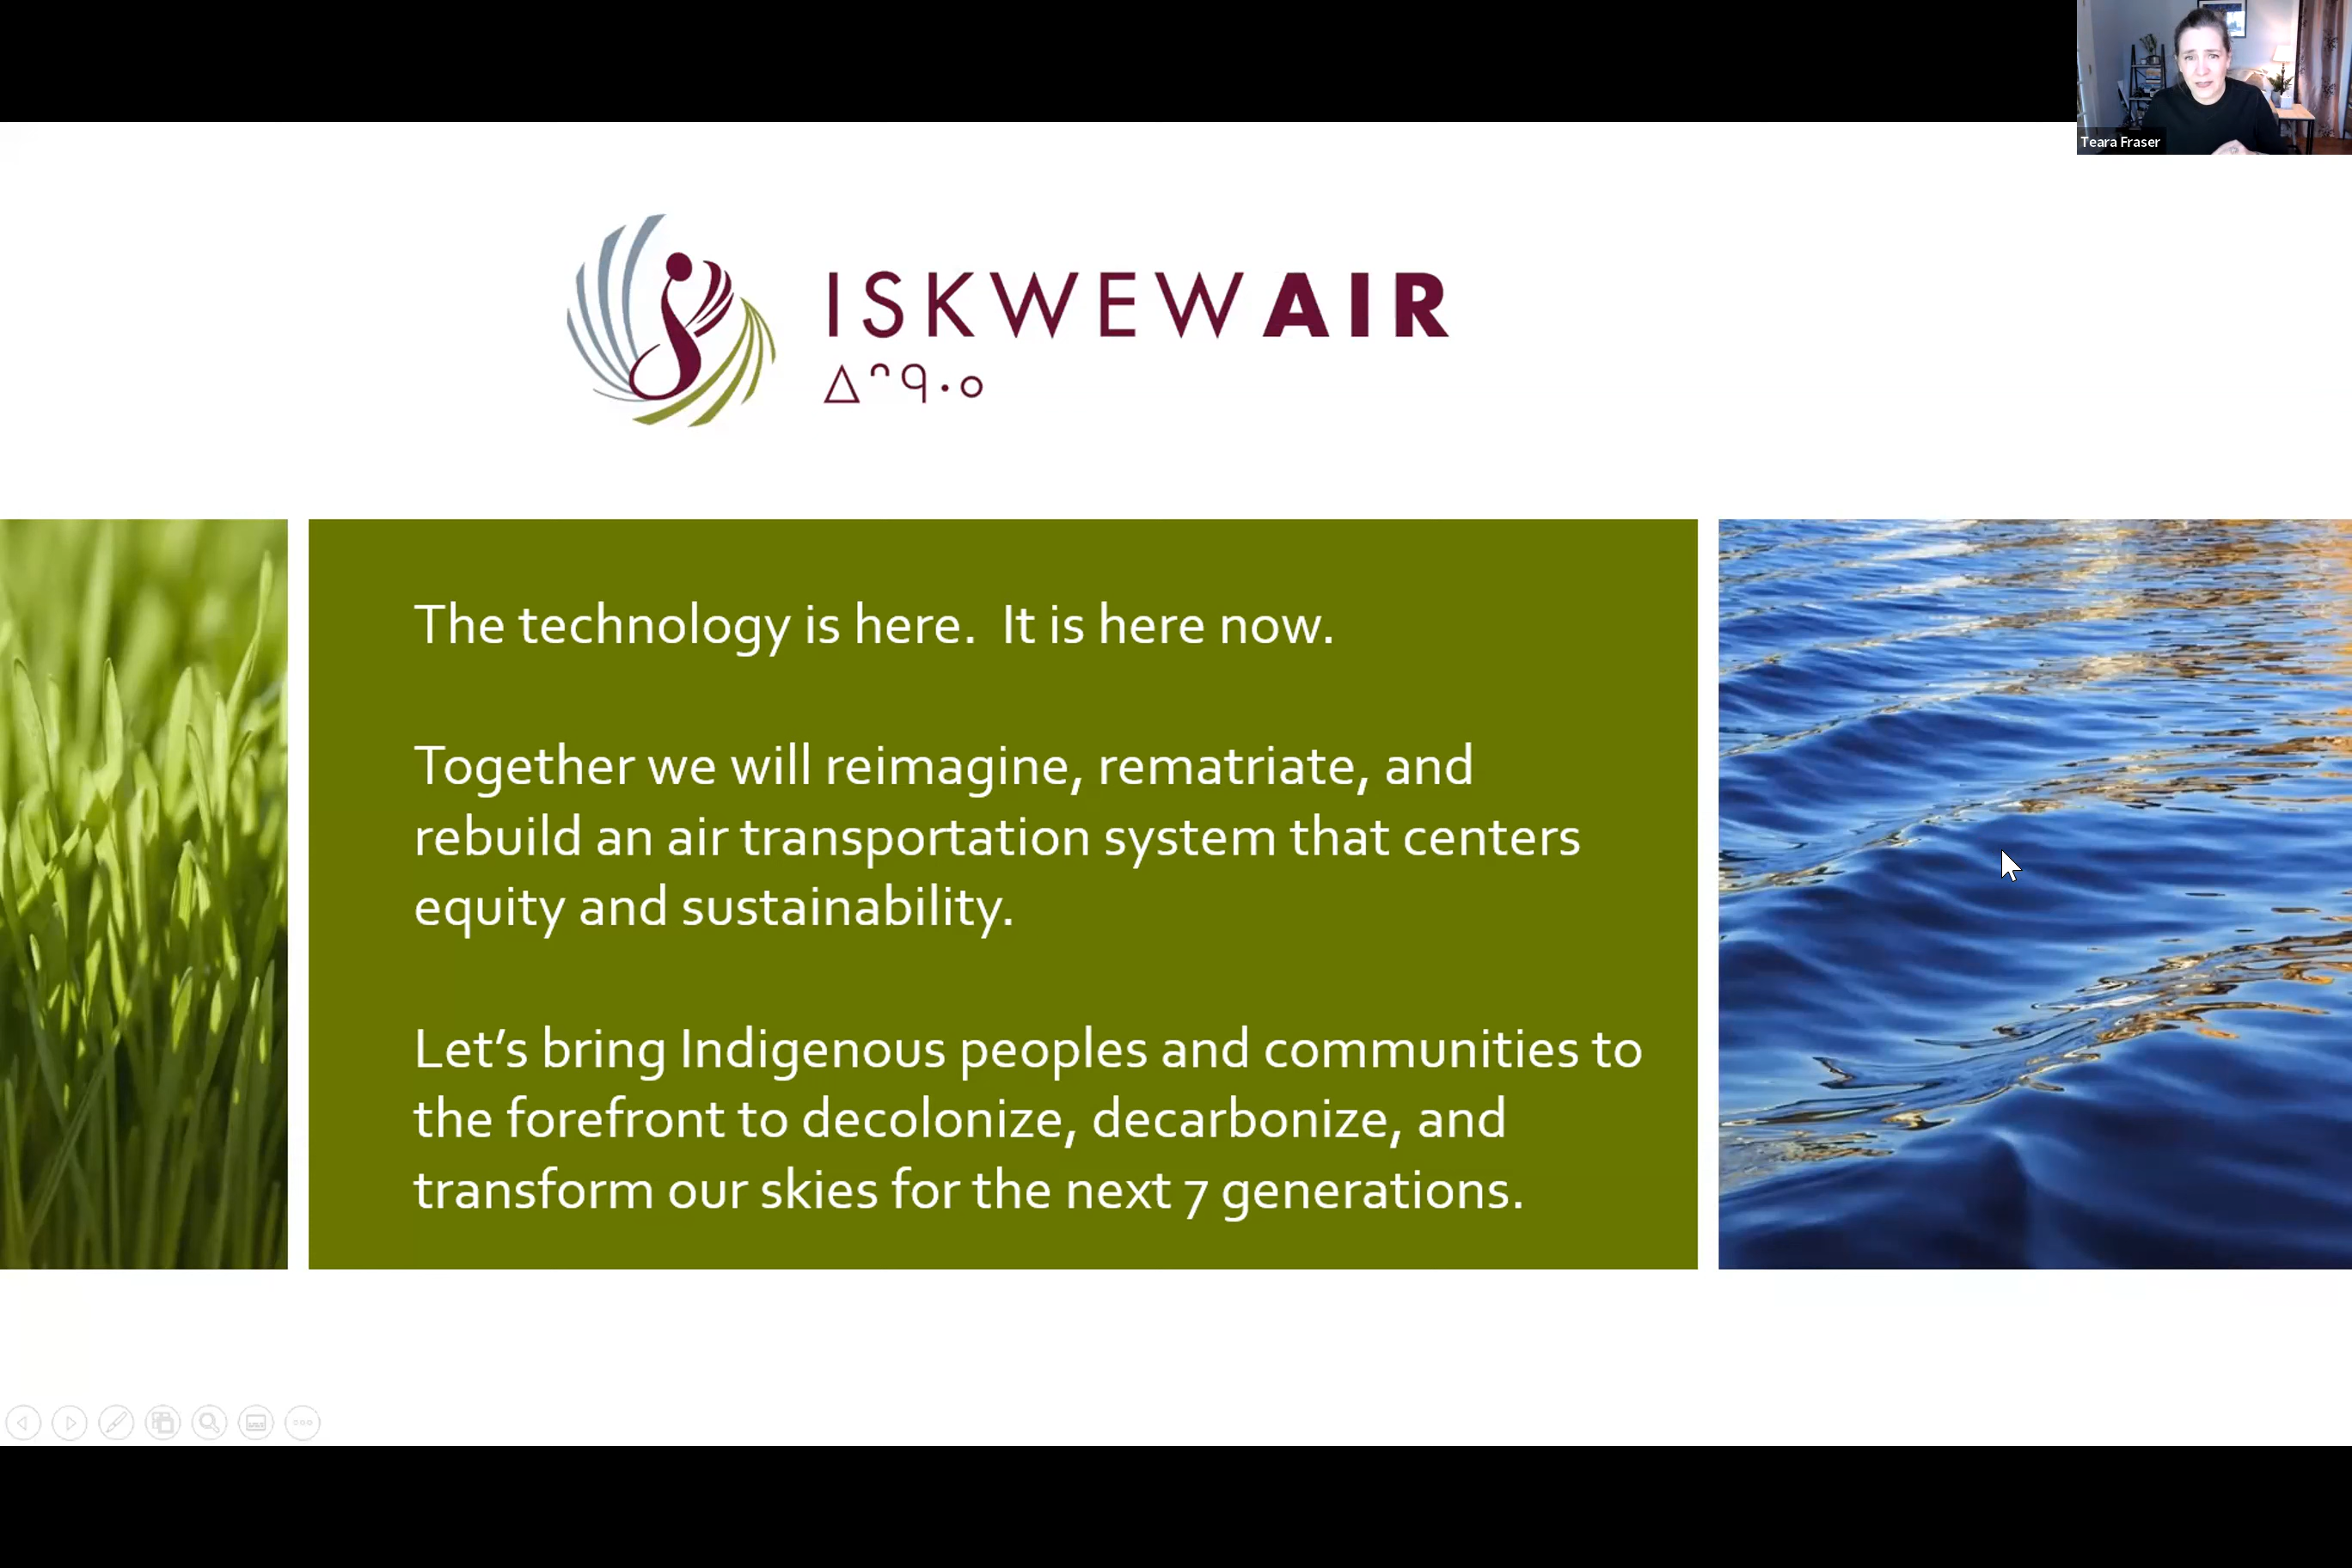 Teara Fraser
ISKWEWAIR
ᐃᐢᑫᐧᐤ
The technology is here.  It is here now.
Together we will reimagine, rematriate, and
rebuild an air transportation system that centers
equity and sustainability.
Let’s bring Indigenous peoples and communities to
the forefront to decolonize, decarbonize, and
transform our skies for the next 7 generations.